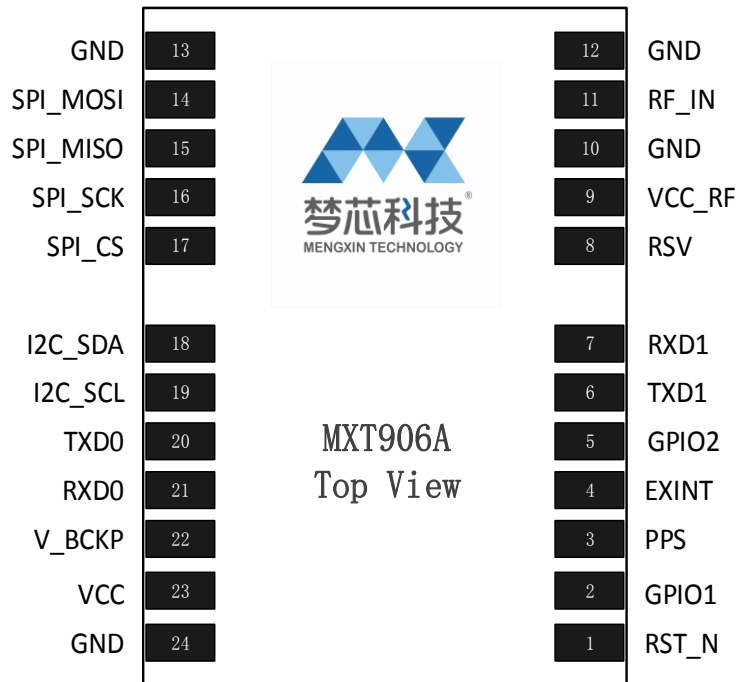 GND 13 12 GND
SPI_MOSI 14 11 RF_IN
SPI_MISO 15 10 GND
SPI_SCK 16 9 VCC_RF
SPI_CS 17 8 RSV
梦芯科技®
MENGXIN TECHNOLOGY
I2C_SDA 18 7 RXD1
I2C_SCL 19 6 TXD1
TXD0 20 5 GPIO2
RXD0 21 4 EXINT
V_BCKP 22 3 PPS
VCC 23 2 GPIO1
GND 24 1 RST_N
MXT906A
Top View